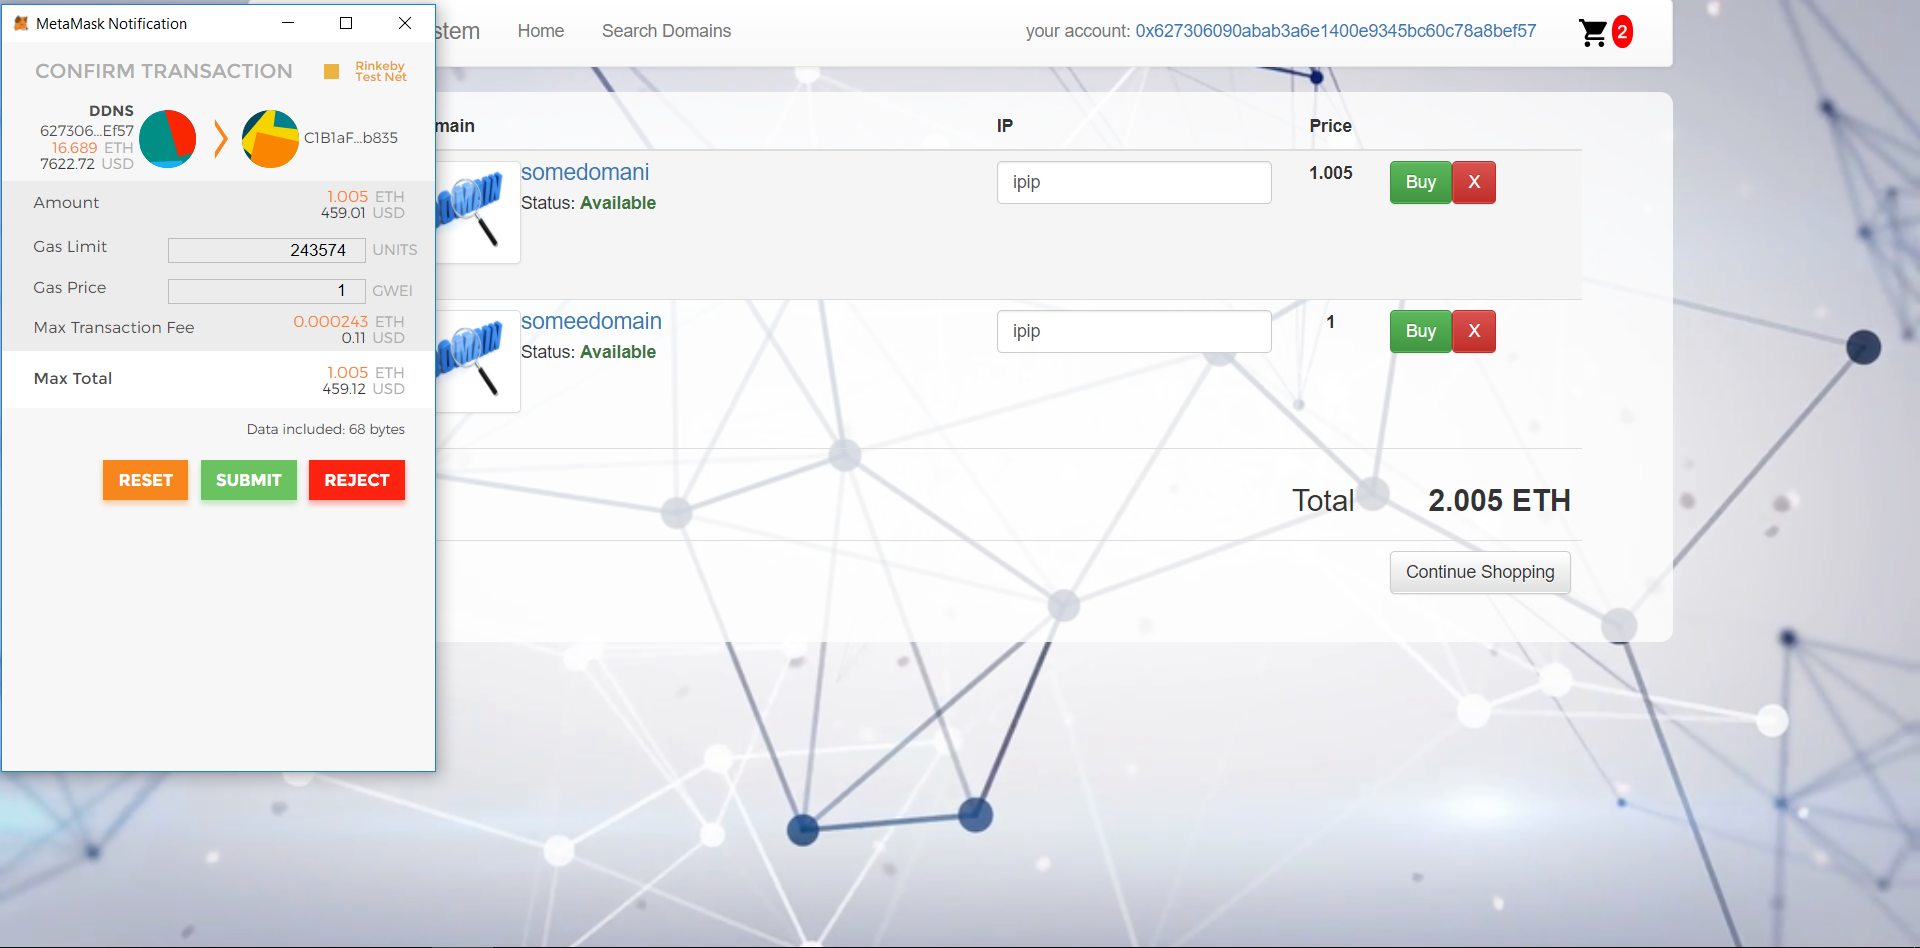 MetaMask Notification
CONFIRM TRANSACTION
Rinkeby
Test Net
DDNS
627306...Ef57
16.689 ETH
7622.72 USD
C1B1aF...b835
Amount
1.005 ETH
459.01 USD
Gas Limit
243574 UNITS
Gas Price
1 GWEI
Max Transaction Fee
0.000243 ETH
0.11 USD
Max Total
1.005 ETH
459.12 USD
Data included: 68 bytes
RESET SUBMIT REJECT
stem Home Search Domains your account: 0x627306090abab3a6e1400e9345bc60c78a8bef57 2
main IP Price
somedomani ipip 1.005 Buy X
Status: Available
someedomain ipip 1 Buy X
Status: Available
Total 2.005 ETH
Continue Shopping